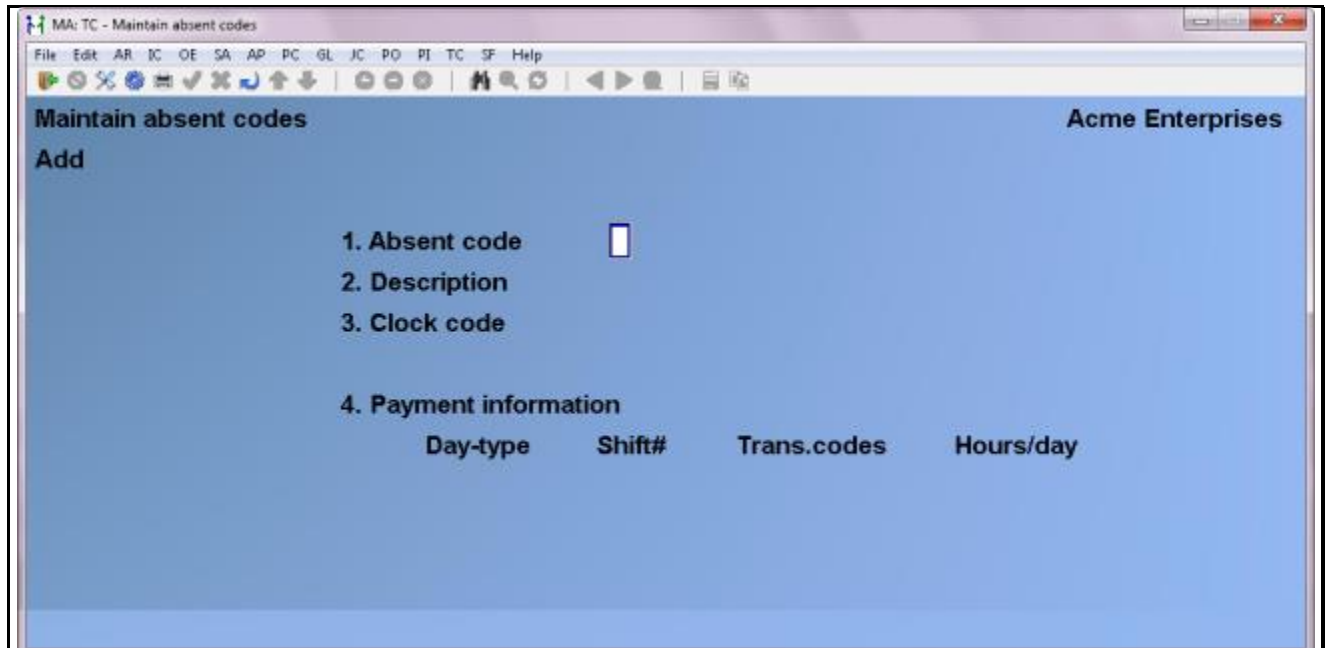 MA: TC - Maintain absent codes
File Edit AR IC OE SA AP PC GL JC PO PI TC SF Help
Maintain absent codes Acme Enterprises
Add
1. Absent code
2. Description
3. Clock code
4. Payment information
Day-type Shift# Trans.codes Hours/day